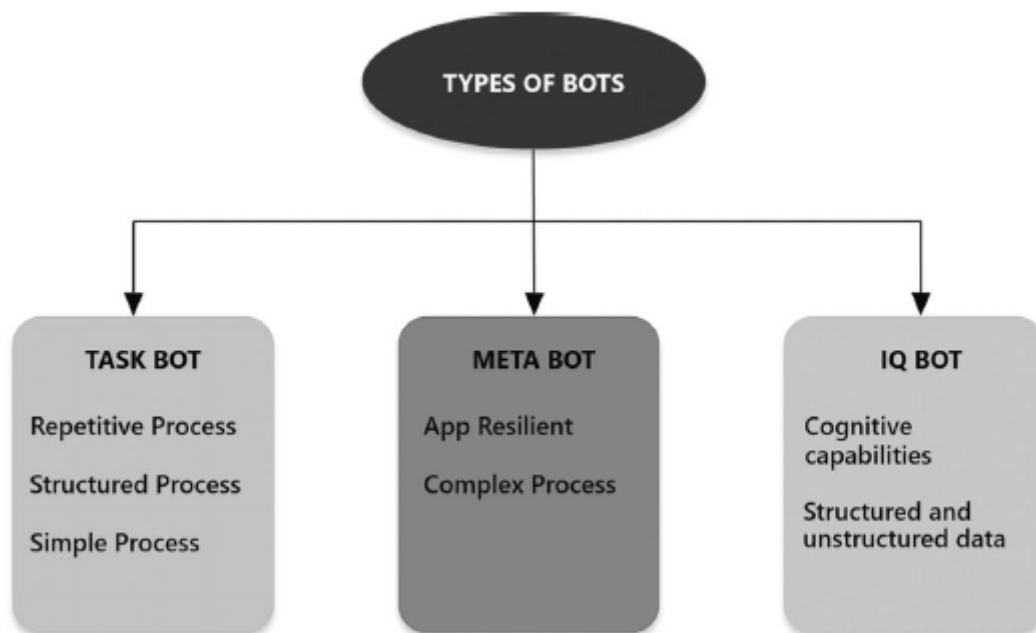 TYPES OF BOTS
TASK BOT
Repetitive Process
Structured Process
Simple Process
META BOT
App Resilient
Complex Process
IQ BOT
Cognitive
capabilities
Structured and
unstructured data